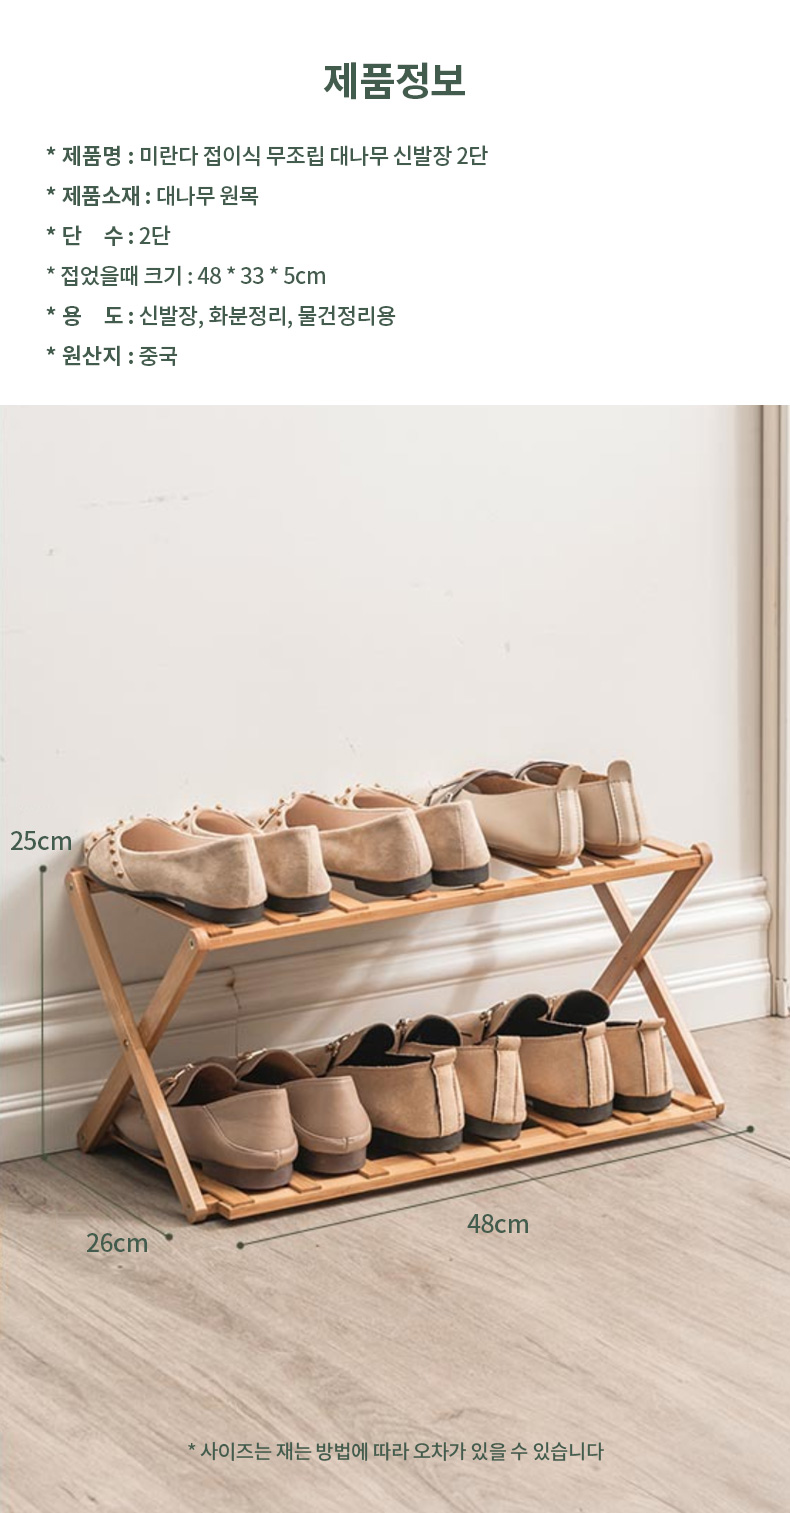 제품정보
* 제품명 : 미란다 접이식 무조립 대나무 신발장 2단
* 제품소재 : 대나무 원목
* 단 수 : 2단
* 접었을때 크기 : 48 * 33 * 5cm
* 용 도 : 신발장, 화분정리, 물건정리용
* 원산지 : 중국
25cm
26cm
48cm
* 사이즈는 재는 방법에 따라 오차가 있을 수 있습니다